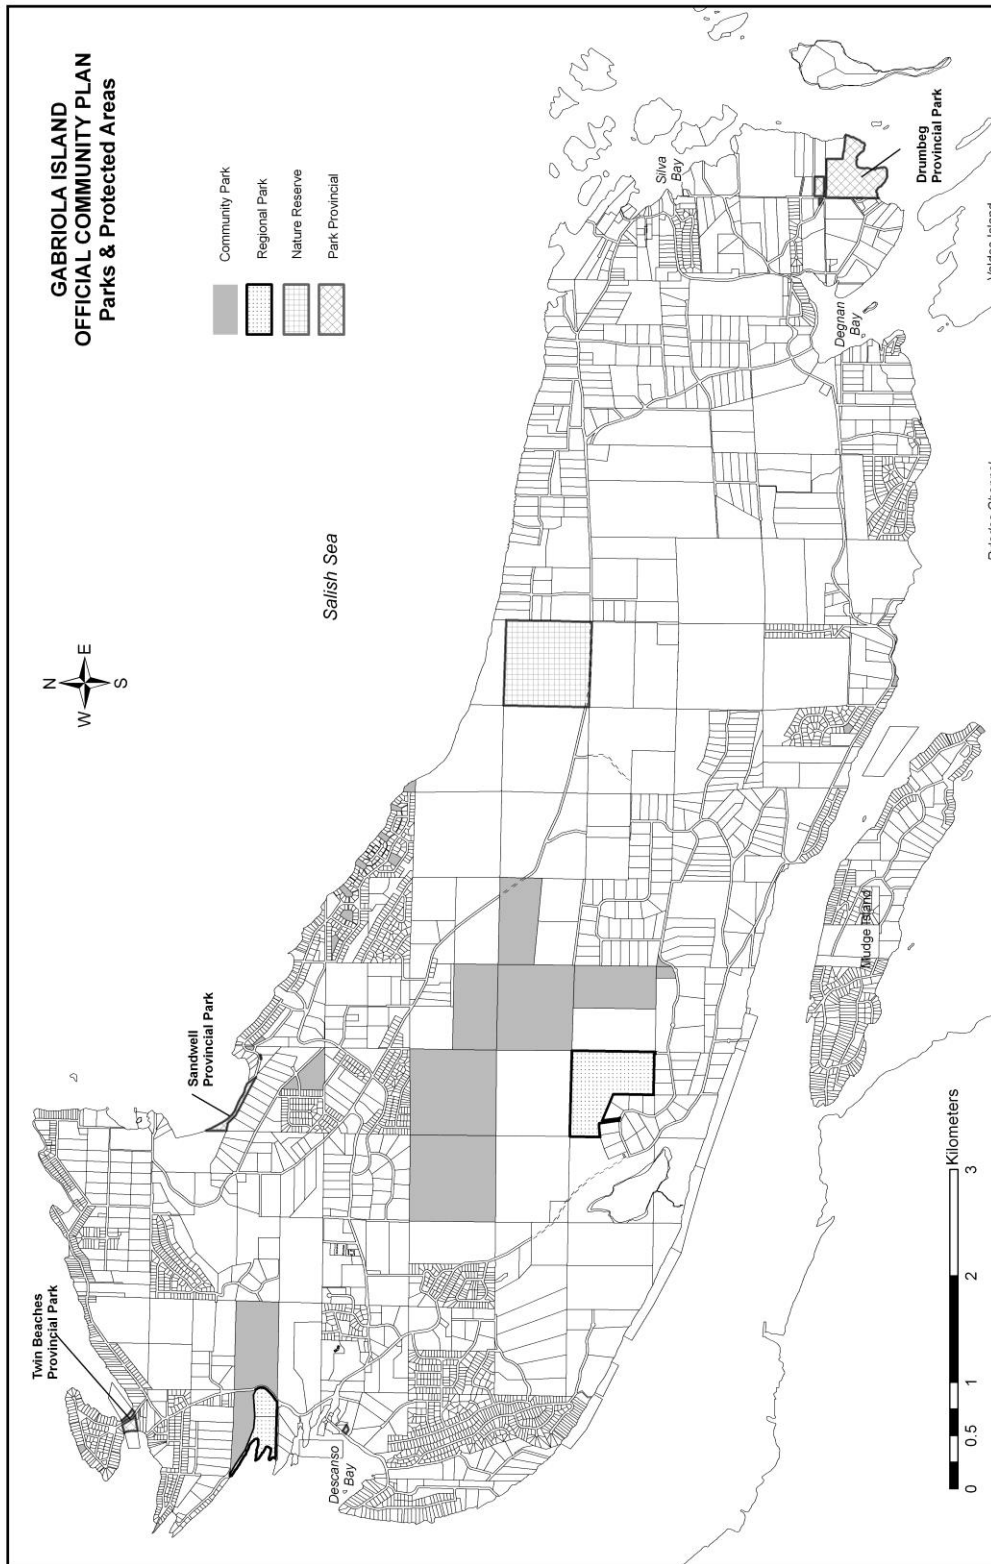 GABRIOLA ISLAND
OFFICIAL COMMUNITY PLAN
Parks & Protected Areas
Community Park
Regional Park
Nature Reserve
Park Provincial
N
W
E
S
Salish Sea
Twin Beaches
Provincial Park
Sandwell
Provincial Park
Silva
Bay
Drumbeg
Provincial Park
Degnan
Bay
Descanso
Bay
Mudge Island
0
0.5
1
2
3
Kilometers